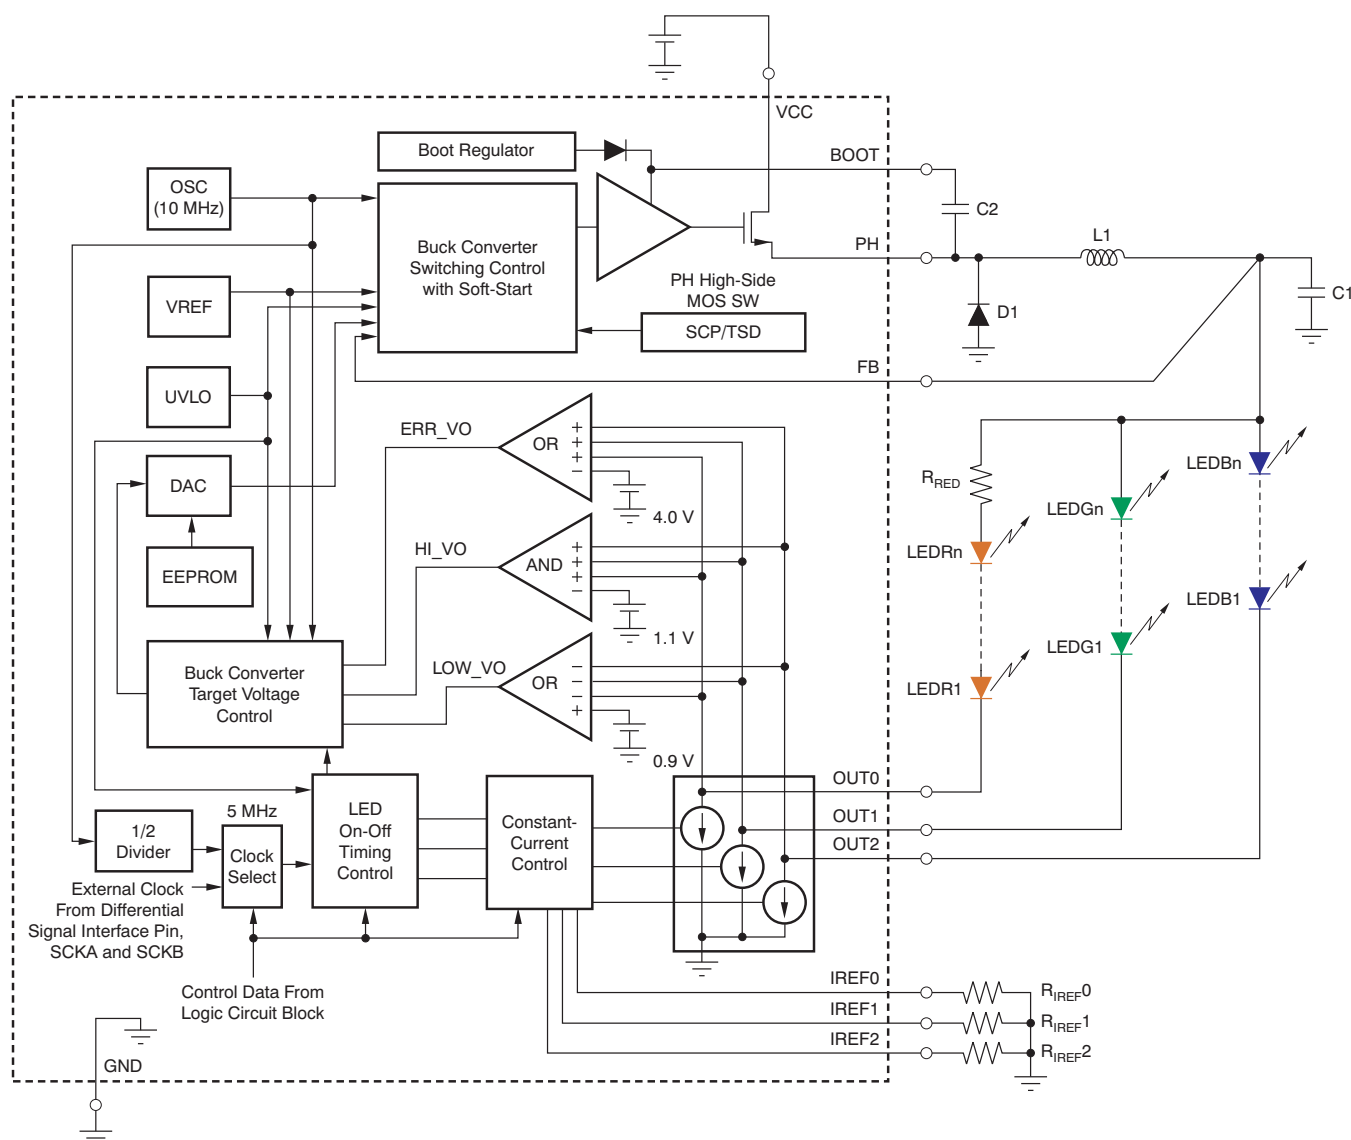 VCC
Boot Regulator
BOOT
OSC
(10 MHz)
C2
Buck Converter
Switching Control
with Soft-Start
PH
L1
PH High-Side
MOS SW
VREF
C1
D1
SCP/TSD
FB
UVLO
ERR_VO
OR
+
+
+
−
4.0 V
LEDBn
RRED
LEDGn
DAC
HI_VO
AND
+
+
+
−
1.1 V
LEDRn
EEPROM
LEDB1
LEDG1
LOW_VO
OR
−
−
−
+
0.9 V
Buck Converter
Target Voltage
Control
LEDR1
OUT0
5 MHz
LED
On-Off
Timing
Control
Constant-
Current
Control
OUT1
1/2
Divider
Clock
Select
OUT2
External Clock
From Differential
Signal Interface Pin,
SCKA and SCKB
Control Data From
Logic Circuit Block
IREF0
RIREF0
IREF1
RIREF1
IREF2
RIREF2
GND